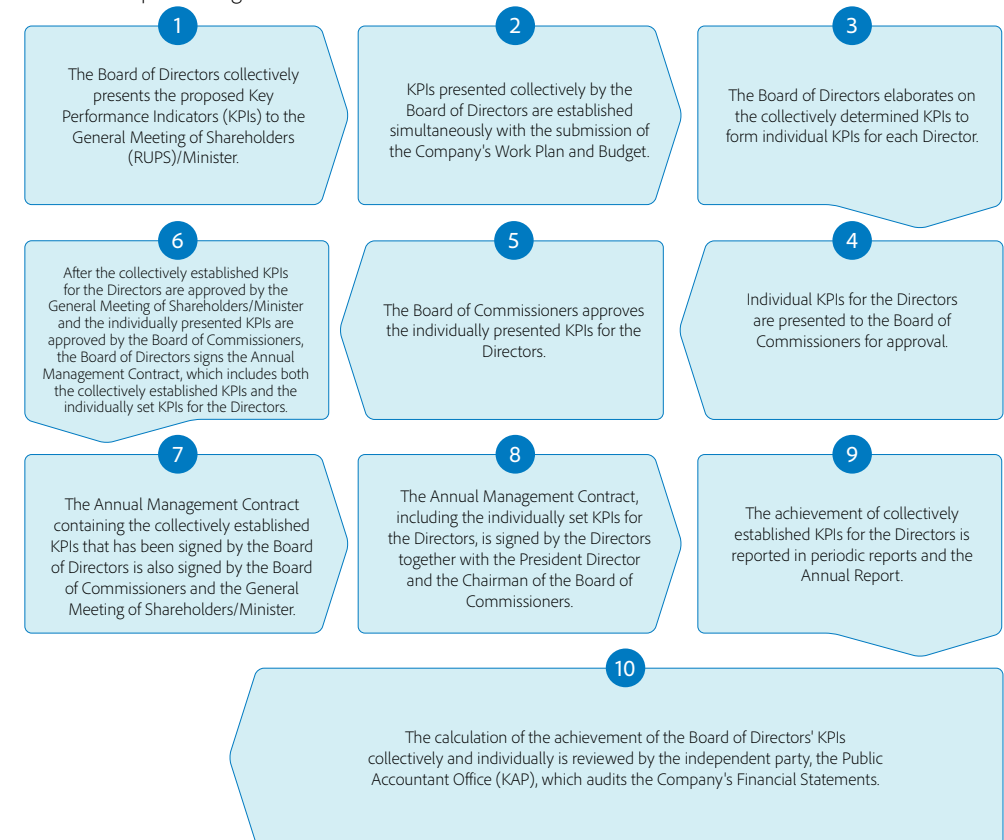 1
The Board of Directors collectively
presents the proposed Key
Performance Indicators (KPIs) to the
General Meeting of Shareholders
(RUPS)/Minister.
2
KPIs presented collectively by the
Board of Directors are established
simultaneously with the submission of
the Company's Work Plan and Budget.
3
The Board of Directors elaborates on
the collectively determined KPIs to
form individual KPIs for each Director.
4
Individual KPIs for the Directors
are presented to the Board of
Commissioners for approval.
5
The Board of Commissioners approves
the individually presented KPIs for the
Directors.
6
After the collectively established KPIs
for the Directors are approved by the
General Meeting of Shareholders/Minister
and the individually presented KPIs are
approved by the Board of Commissioners,
the Board of Directors signs the Annual
Management Contract, which includes both
the collectively established KPIs and the
individually set KPIs for the Directors.
7
The Annual Management Contract
containing the collectively established
KPIs that has been signed by the Board
of Directors is also signed by the Board
of Commissioners and the General
Meeting of Shareholders/Minister.
8
The Annual Management Contract,
including the individually set KPIs for
the Directors, is signed by the Directors
together with the President Director
and the Chairman of the Board of
Commissioners.
9
The achievement of collectively
established KPIs for the Directors is
reported in periodic reports and the
Annual Report.
10
The calculation of the achievement of the Board of Directors' KPIs
collectively and individually is reviewed by the independent party, the Public
Accountant Office (KAP), which audits the Company's Financial Statements.